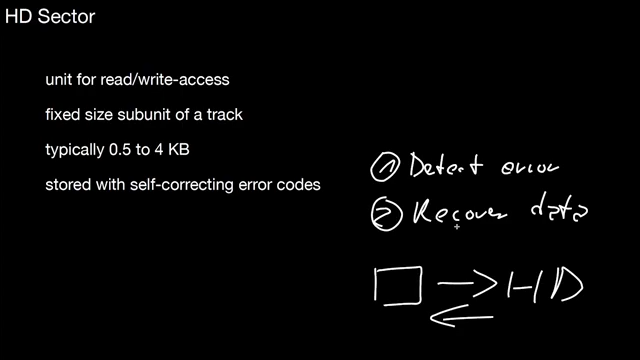 HD Sector
unit for read/write-access
fixed size subunit of a track
typically 0.5 to 4 KB
stored with self-correcting error codes
1 Detect error
2 Recover data
HD